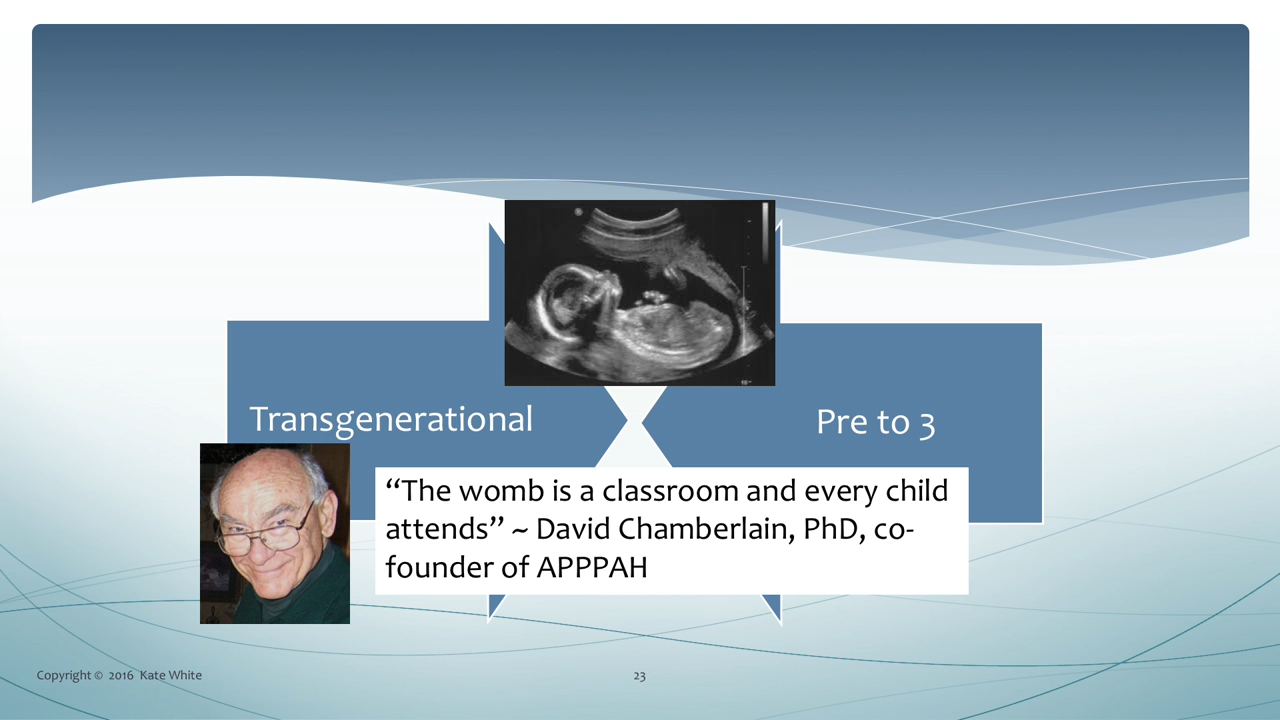 Transgenerational
Pre to 3
“The womb is a classroom and every child
attends” ~ David Chamberlain, PhD, co-
founder of APPPAH
Copyright © 2016 Kate White
23